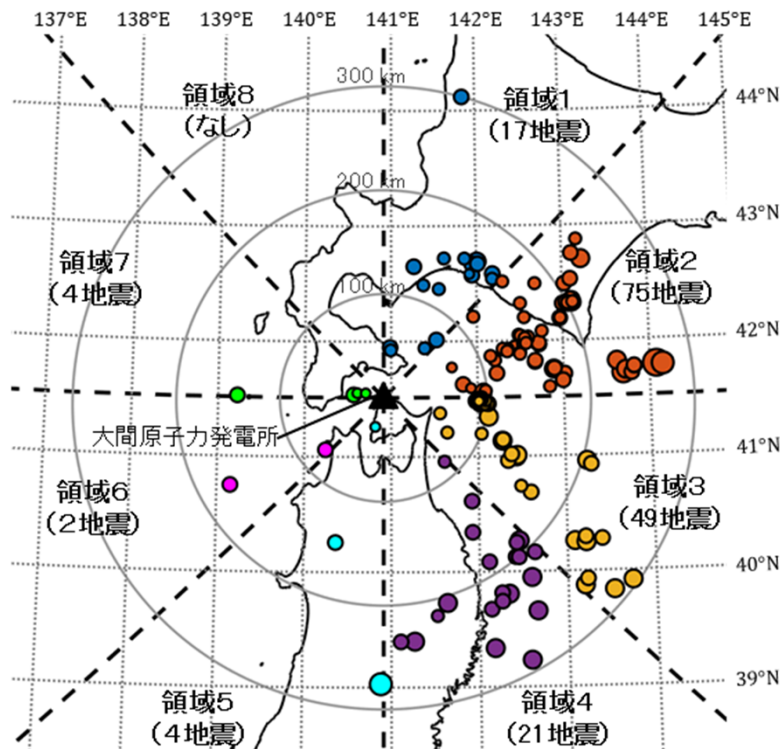 137°E 138°E 139°E 140°E 141°E 142°E 143°E 144°E 145°E
300 km
領域8
(なし)
領域1
(17地震)
44°N
200 km
43°N
領域7
(4地震)
100 km
領域2
(75地震)
42°N
大間原子力発電所
41°N
領域6
(2地震)
領域3
(49地震)
40°N
39°N
領域5
(4地震)
領域4
(21地震)